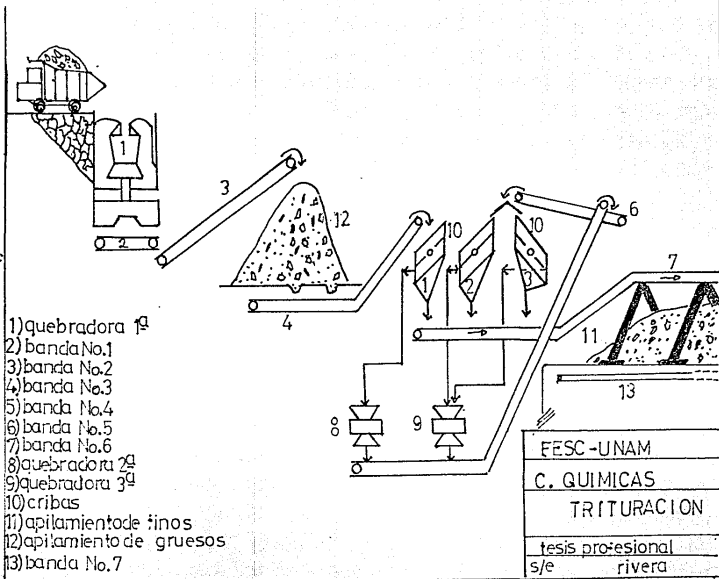 1
2
3
12
4
10
10
1
2
3
6
7
11
13
8
9
1)quebradora 1ª
2)banda No.1
3)banda No.2
4)banda No.3
5)banda No.4
6)banda No.5
7)banda No.6
8)quebradora 2ª
9)quebradora 3ª
10)cribas
11)apilamiento de finos
12)apilamiento de gruesos
13)banda No.7
FESC-UNAM
C. QUIMICAS
TRITURACION
tesis profesional
s/e rivera